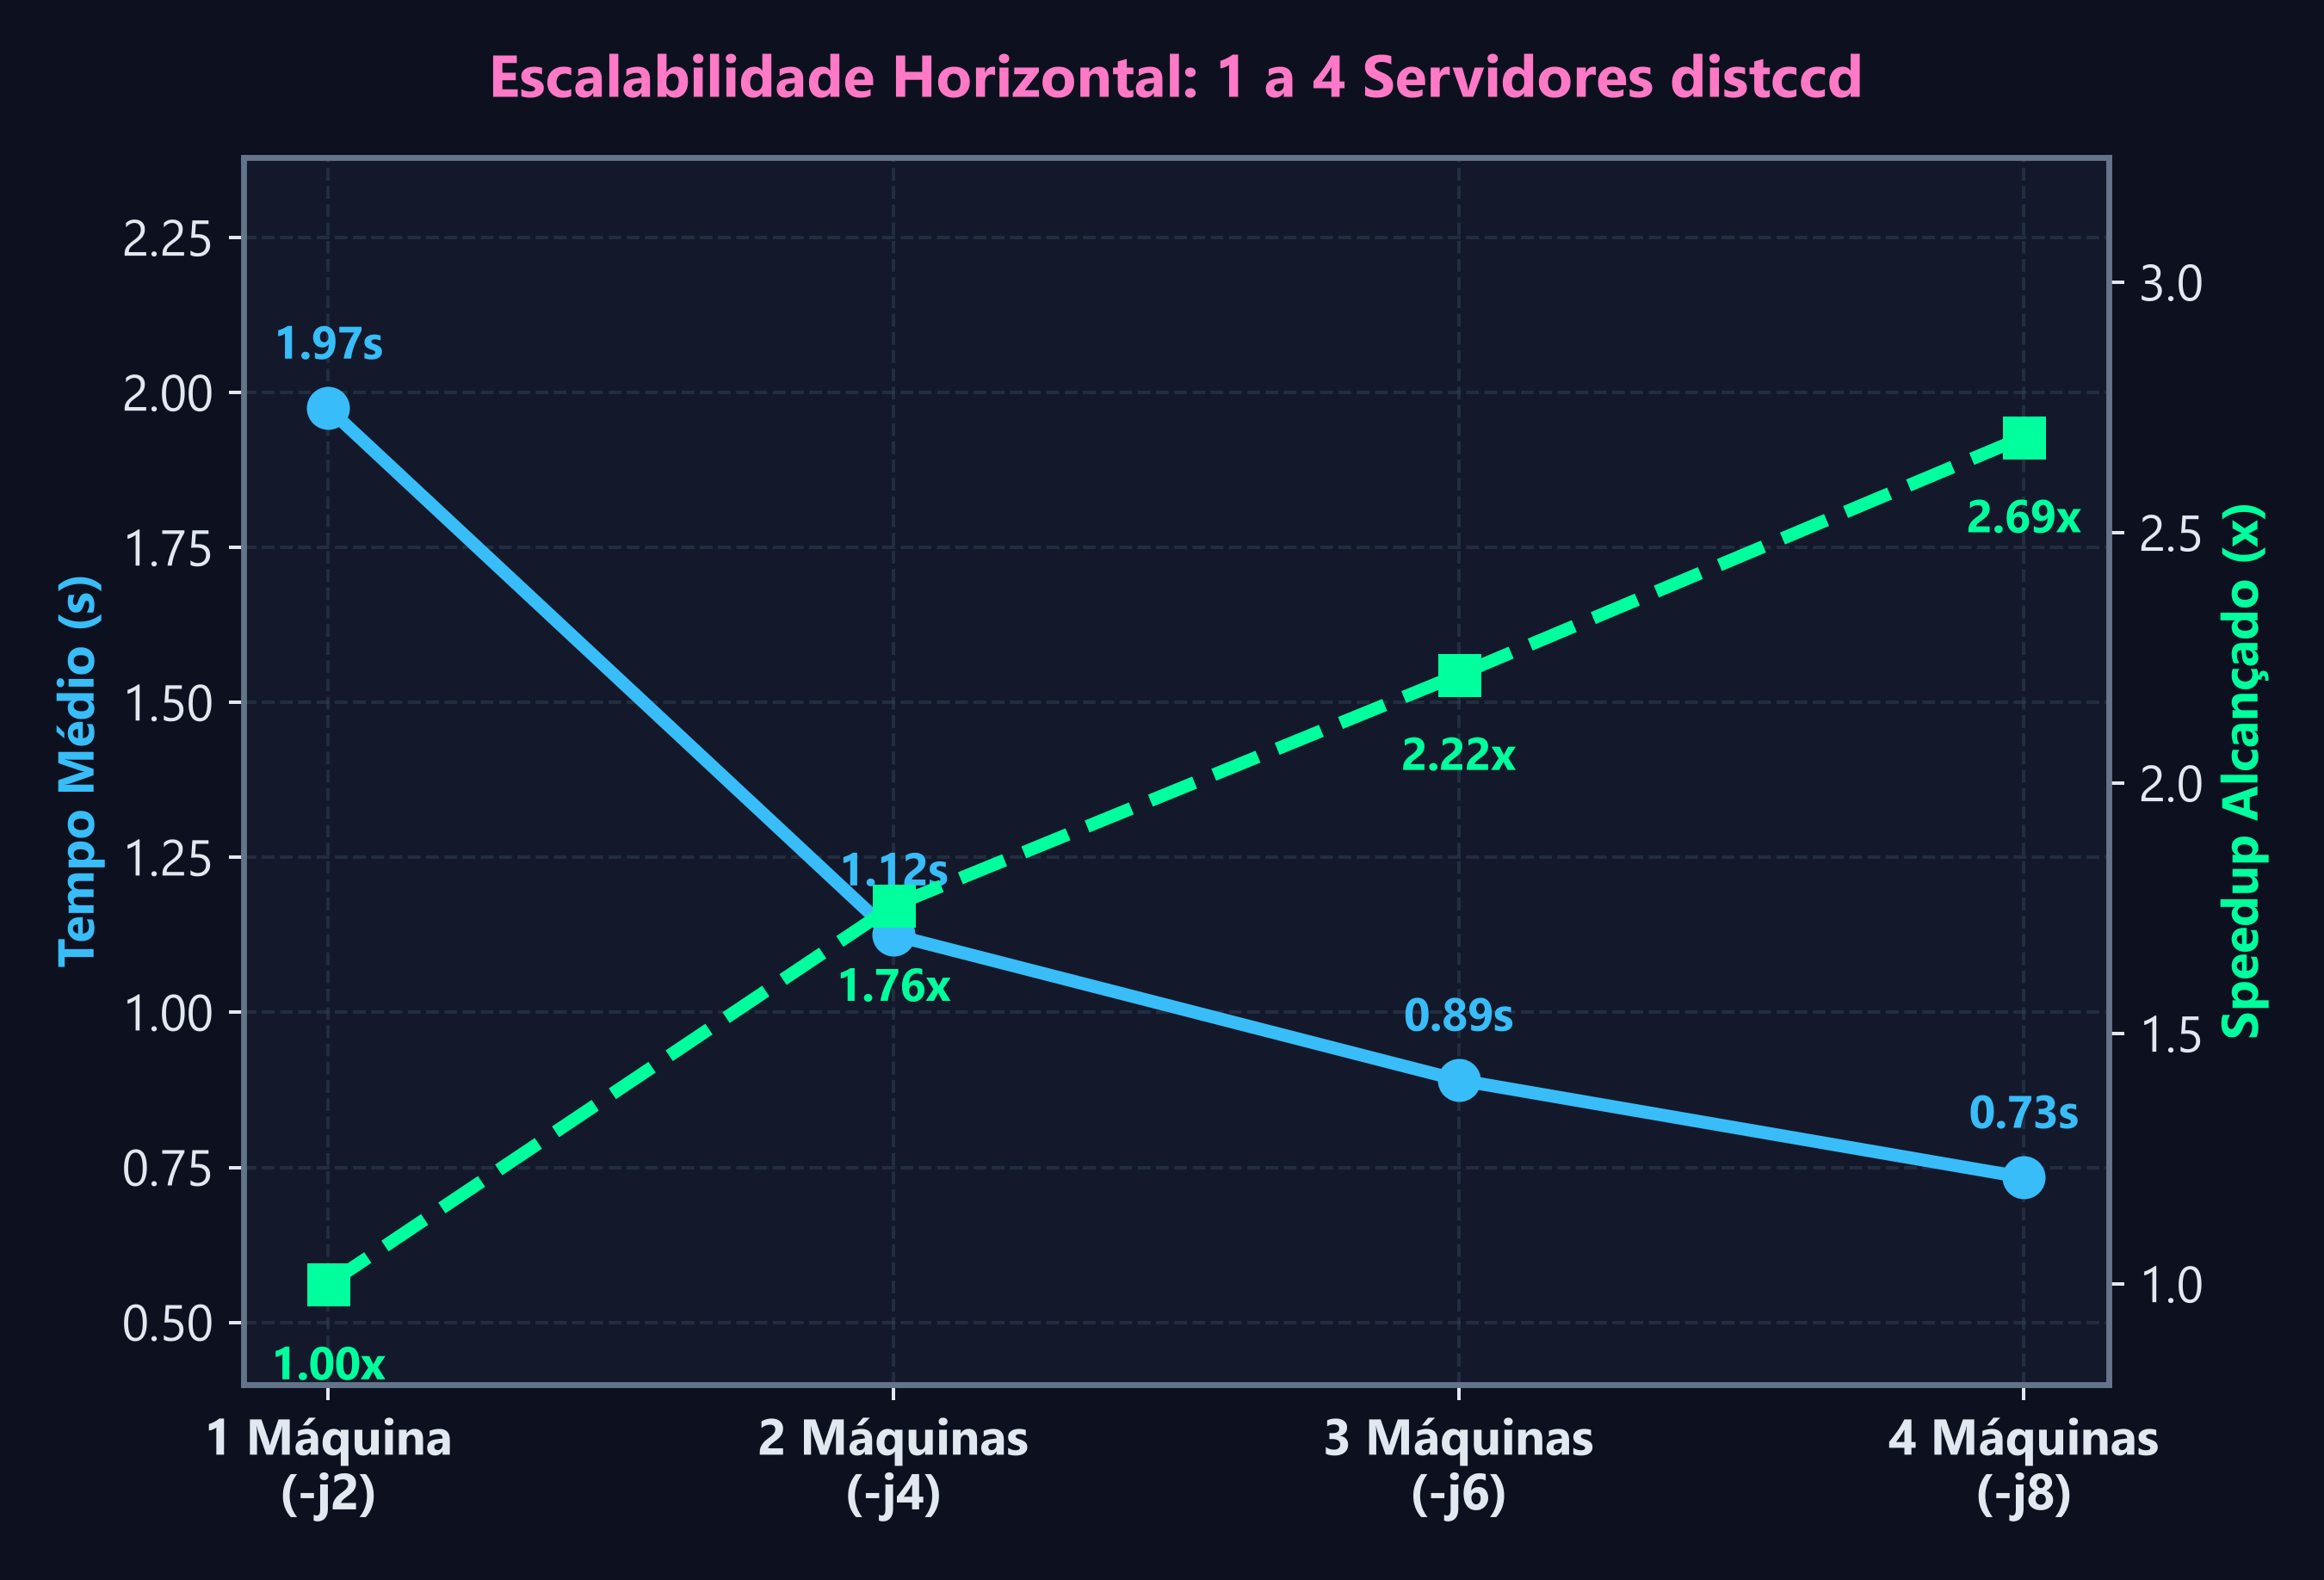 Escalabilidade Horizontal: 1 a 4 Servidores distccd
Tempo Médio (s)
2.25
2.00
1.75
1.50
1.25
1.00
0.75
0.50
1.97s
1.12s
0.89s
0.73s
1.00x
1.76x
2.22x
2.69x
3.0
2.5
2.0
1.5
1.0
Speedup Alcançado (x)
1 Máquina
(-j2)
2 Máquinas
(-j4)
3 Máquinas
(-j6)
4 Máquinas
(-j8)